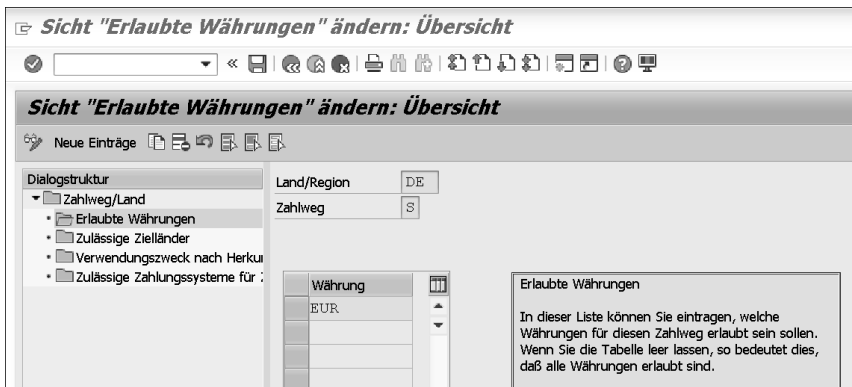 Sicht "Erlaubte Währungen" ändern: Übersicht
Sicht "Erlaubte Währungen" ändern: Übersicht
Neue Einträge
Dialogstruktur
Zahlweg/Land
Erlaubte Währungen
Zulässige Zielländer
Verwendungszweck nach Herkui
Zulässige Zahlungssysteme für
Land/Region DE
Zahlweg S
Währung
EUR
Erlaubte Währungen
In dieser Liste können Sie eintragen, welche
Währungen für diesen Zahlweg erlaubt sein sollen.
Wenn Sie die Tabelle leer lassen, so bedeutet dies,
daß alle Währungen erlaubt sind.